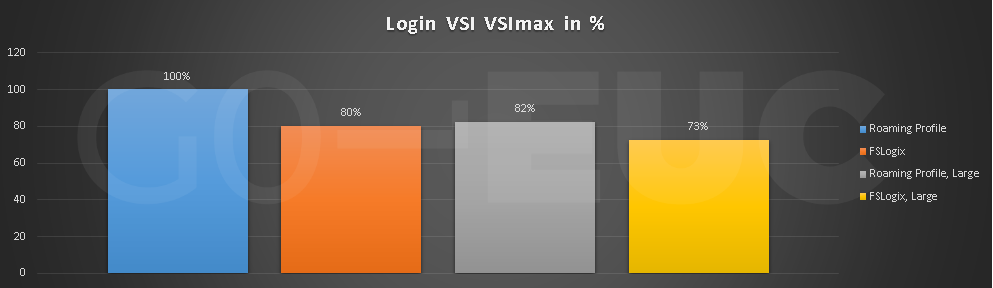 Login VSI VSImax in %
120
100
80
60
40
20
0
100%
80%
82%
73%
Roaming Profile
FSLogix
Roaming Profile, Large
FSLogix, Large
GO-EUC